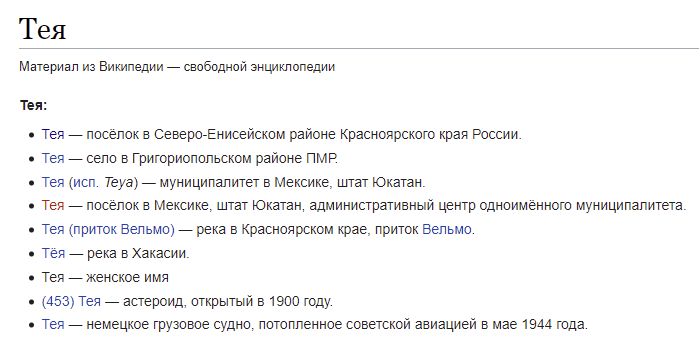 Тея
Материал из Википедии — свободной энциклопедии
Тея:
Тея — посёлок в Северо-Енисейском районе Красноярского края России.
Тея — село в Григориопольском районе ПМР.
Тея (исп. Teya) — муниципалитет в Мексике, штат Юкатан.
Тея — посёлок в Мексике, штат Юкатан, административный центр одноимённого муниципалитета.
Тея (приток Вельмо) — река в Красноярском крае, приток Вельмо.
Тёя — река в Хакасии.
Тея — женское имя
(453) Тея — астероид, открытый в 1900 году.
Тея — немецкое грузовое судно, потопленное советской авиацией в мае 1944 года.